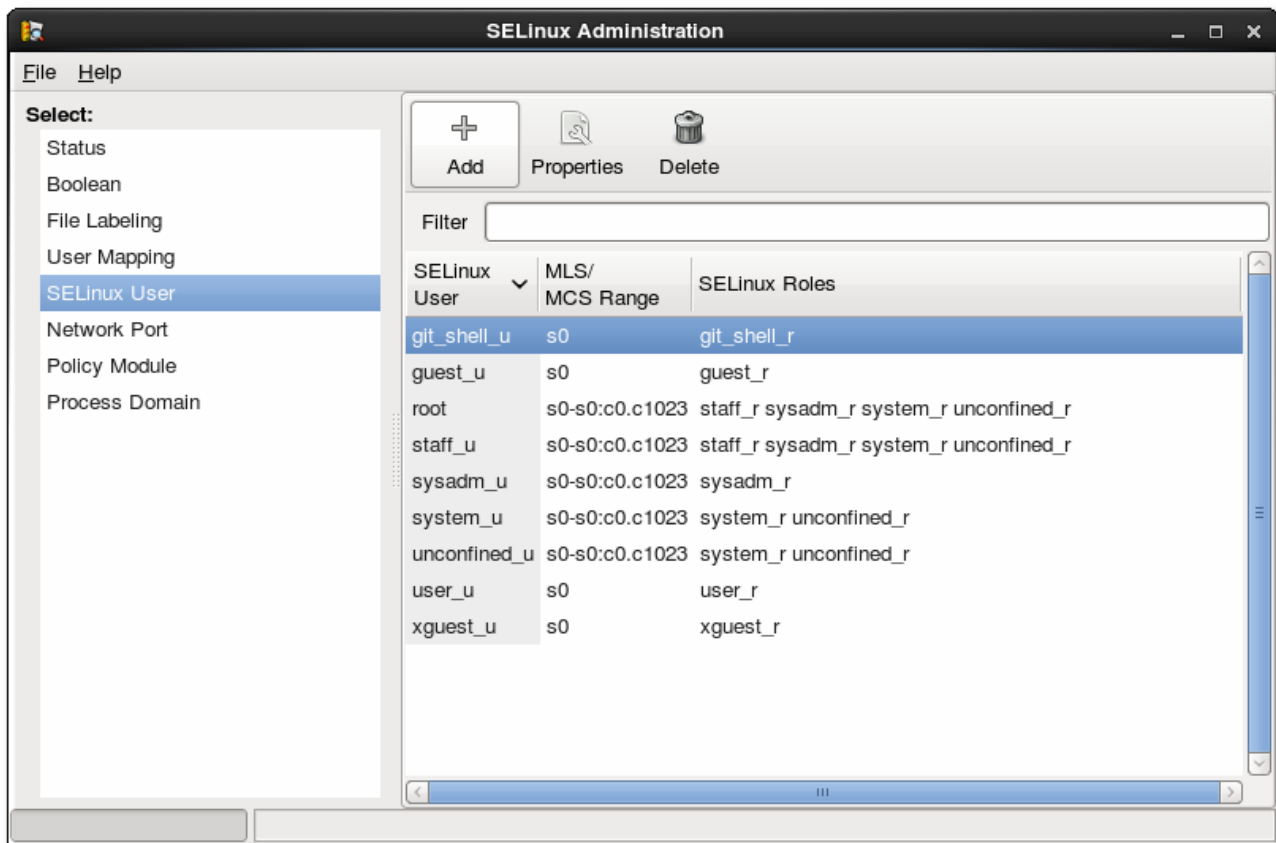 SELinux Administration
File Help
Select:
Status
Boolean
File Labeling
User Mapping
SELinux User
Network Port
Policy Module
Process Domain
Add Properties Delete
Filter
SELinux User MLS/ MCS Range SELinux Roles
git_shell_u s0 git_shell_r
guest_u s0 guest_r
root s0-s0:c0.c1023 staff_r sysadm_r system_r unconfined_r
staff_u s0-s0:c0.c1023 staff_r sysadm_r system_r unconfined_r
sysadm_u s0-s0:c0.c1023 sysadm_r
system_u s0-s0:c0.c1023 system_r unconfined_r
unconfined_u s0-s0:c0.c1023 system_r unconfined_r
user_u s0 user_r
xguest_u s0 xguest_r